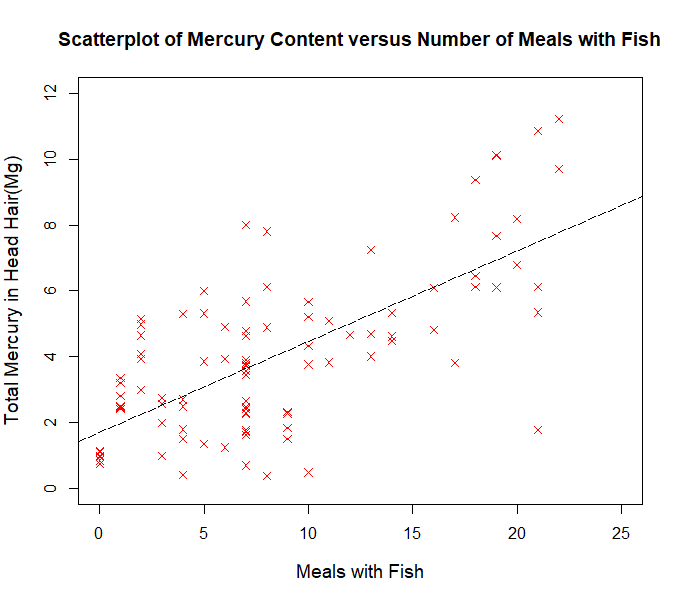 Scatterplot of Mercury Content versus Number of Meals with Fish
Total Mercury in Head Hair(Mg)
12
10
8
6
4
2
0
0 5 10 15 20 25
Meals with Fish